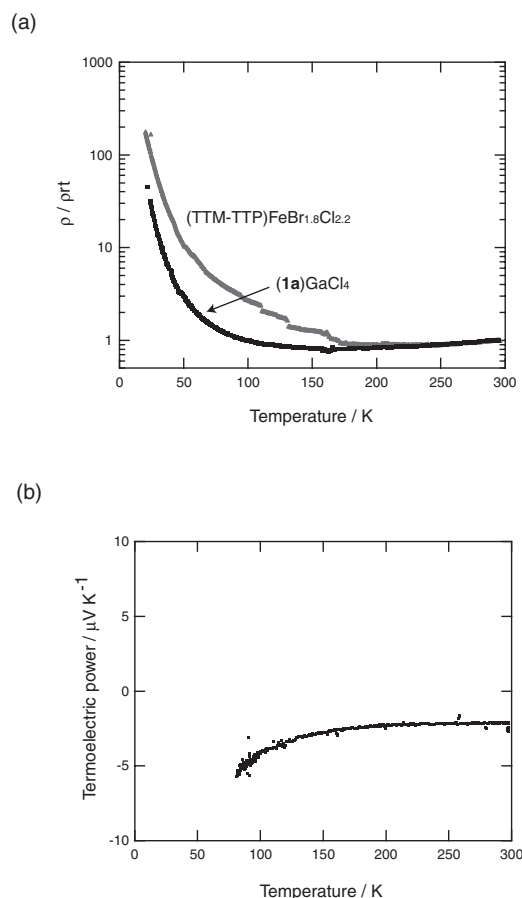 (a)
1000
100
10
1
ρ / ρrt
(TTM-TTP)FeBr1.8Cl2.2
(1a)GaCl4
0 50 100 150 200 250 300
Temperature / K
(b)
10
5
0
-5
-10
Termoelectric power / μV K-1
0 50 100 150 200 250 300
Temperature / K